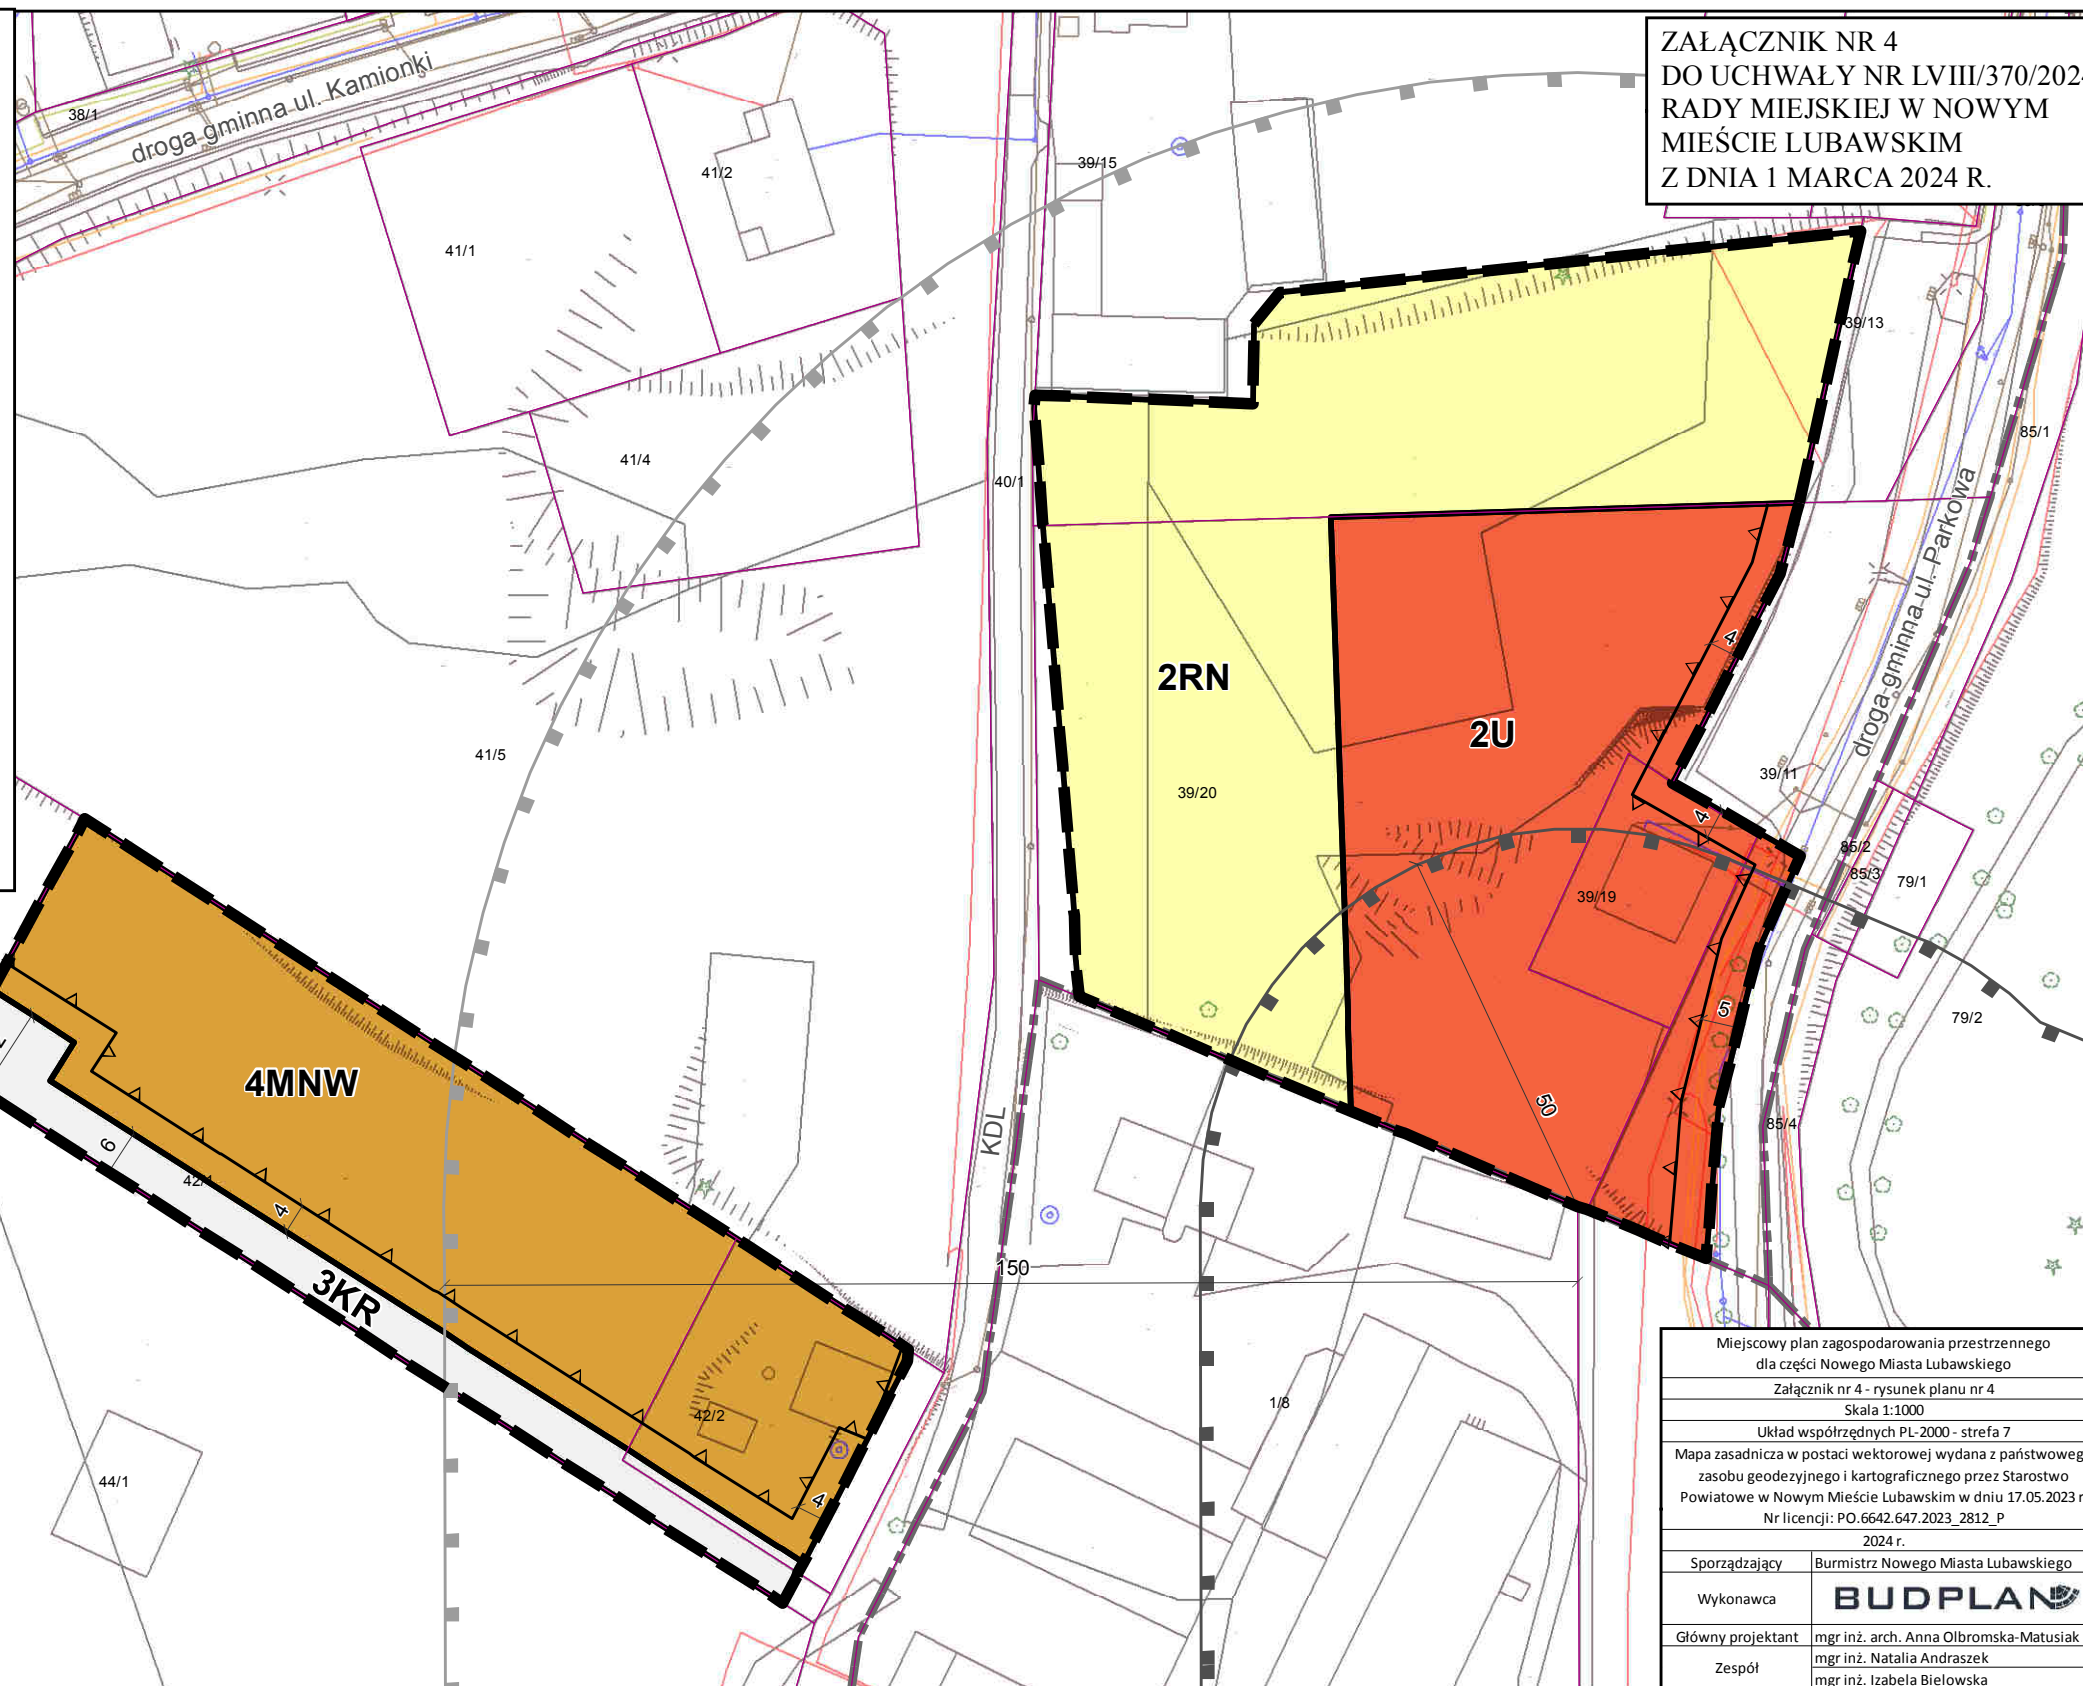 ZAŁĄCZNIK NR 4
DO UCHWAŁY NR LVIII/370/202
RADY MIEJSKIEJ W NOWYM
MIEŚCIE LUBAWSKIM
Z DNIA 1 MARCA 2024 R.
38/1
droga gminna ul. Kamionki
41/2
39/15
41/1
39/13
85/1
41/4
40/1
droga gminna ul. Parkowa
4
2RN
2U
41/5
39/11
39/20
4
85/2
85/3
79/1
39/19
5
79/2
4MNW
50
KDL
85/4
6
42/1
4
150
3KR
1/8
42/2
44/1
4
Miejscowy plan zagospodarowania przestrzennego
dla części Nowego Miasta Lubawskiego
Załącznik nr 4 - rysunek planu nr 4
Skala 1:1000
Układ współrzędnych PL-2000 - strefa 7
Mapa zasadnicza w postaci wektorowej wydana z państwoweg
zasobu geodezyjnego i kartograficznego przez Starostwo
Powiatowe w Nowym Mieście Lubawskim w dniu 17.05.2023 r
Nr licencji: PO.6642.647.2023_2812_P
2024 r.
Sporządzający Burmistrz Nowego Miasta Lubawskiego
Wykonawca BUDPLAN
Główny projektant mgr inż. arch. Anna Olbromska-Matusiak
Zespół mgr inż. Natalia Andraszek
mgr inż. Izabela Bielowska